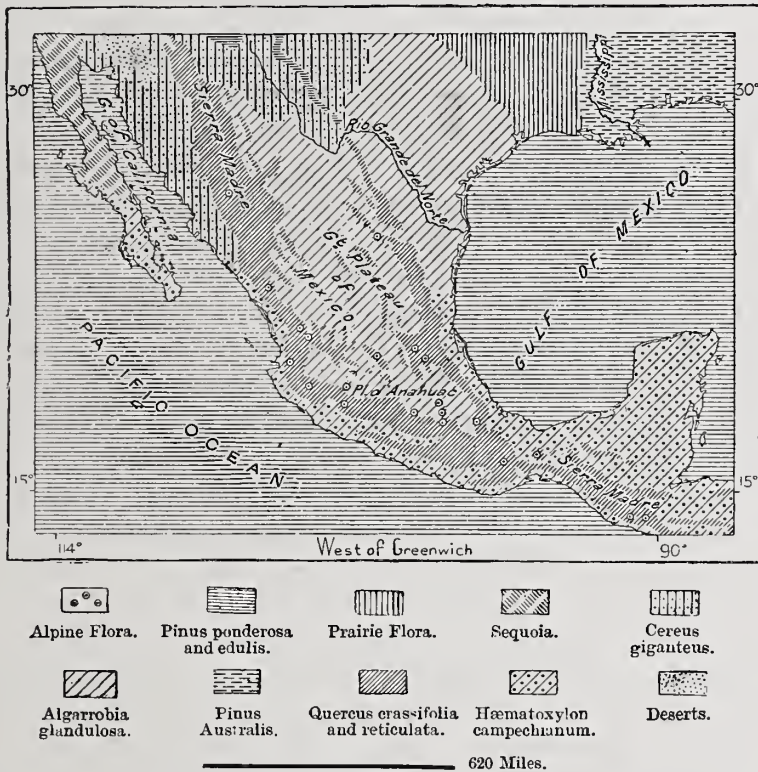 30°
30°
Mississipi
G. of California
Sierra Madre
Rio Grande del Norte
Gt. Plateau
of
Mexico
GULF OF MEXICO
Pl. d'Anahuac
PACIFIC OCEAN
Sierra Madre
15°
15°
114°
West of Greenwich
90°
Alpine Flora.
Pinus ponderosa
and edulis.
Prairie Flora.
Sequoia.
Cereus
giganteus.
Algarrobia
glandulosa.
Pinus
Australis.
Quercus crassifolia
and reticulata.
Hæmatoxylon
campechianum.
Deserts.
620 Miles.